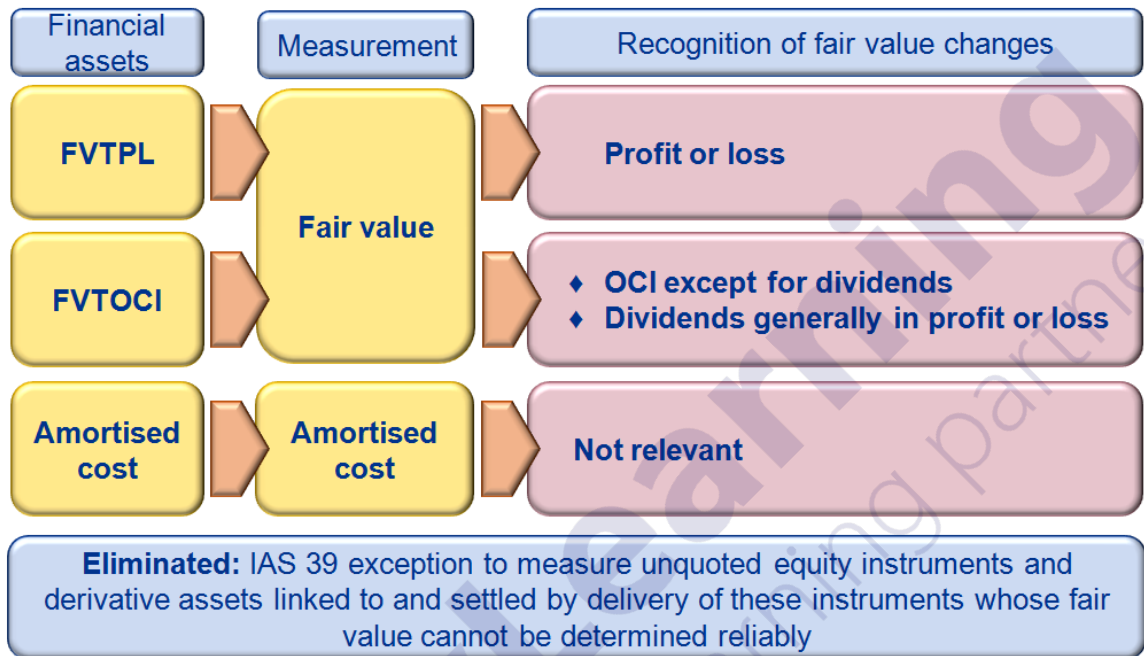 Financial
assets
Measurement
Recognition of fair value changes
FVTPL
Fair value
Profit or loss
FVTOCI
♦ OCI except for dividends
♦ Dividends generally in profit or loss
Amortised
cost
Amortised
cost
Not relevant
Eliminated: IAS 39 exception to measure unquoted equity instruments and
derivative assets linked to and settled by delivery of these instruments whose fair
value cannot be determined reliably
Learning